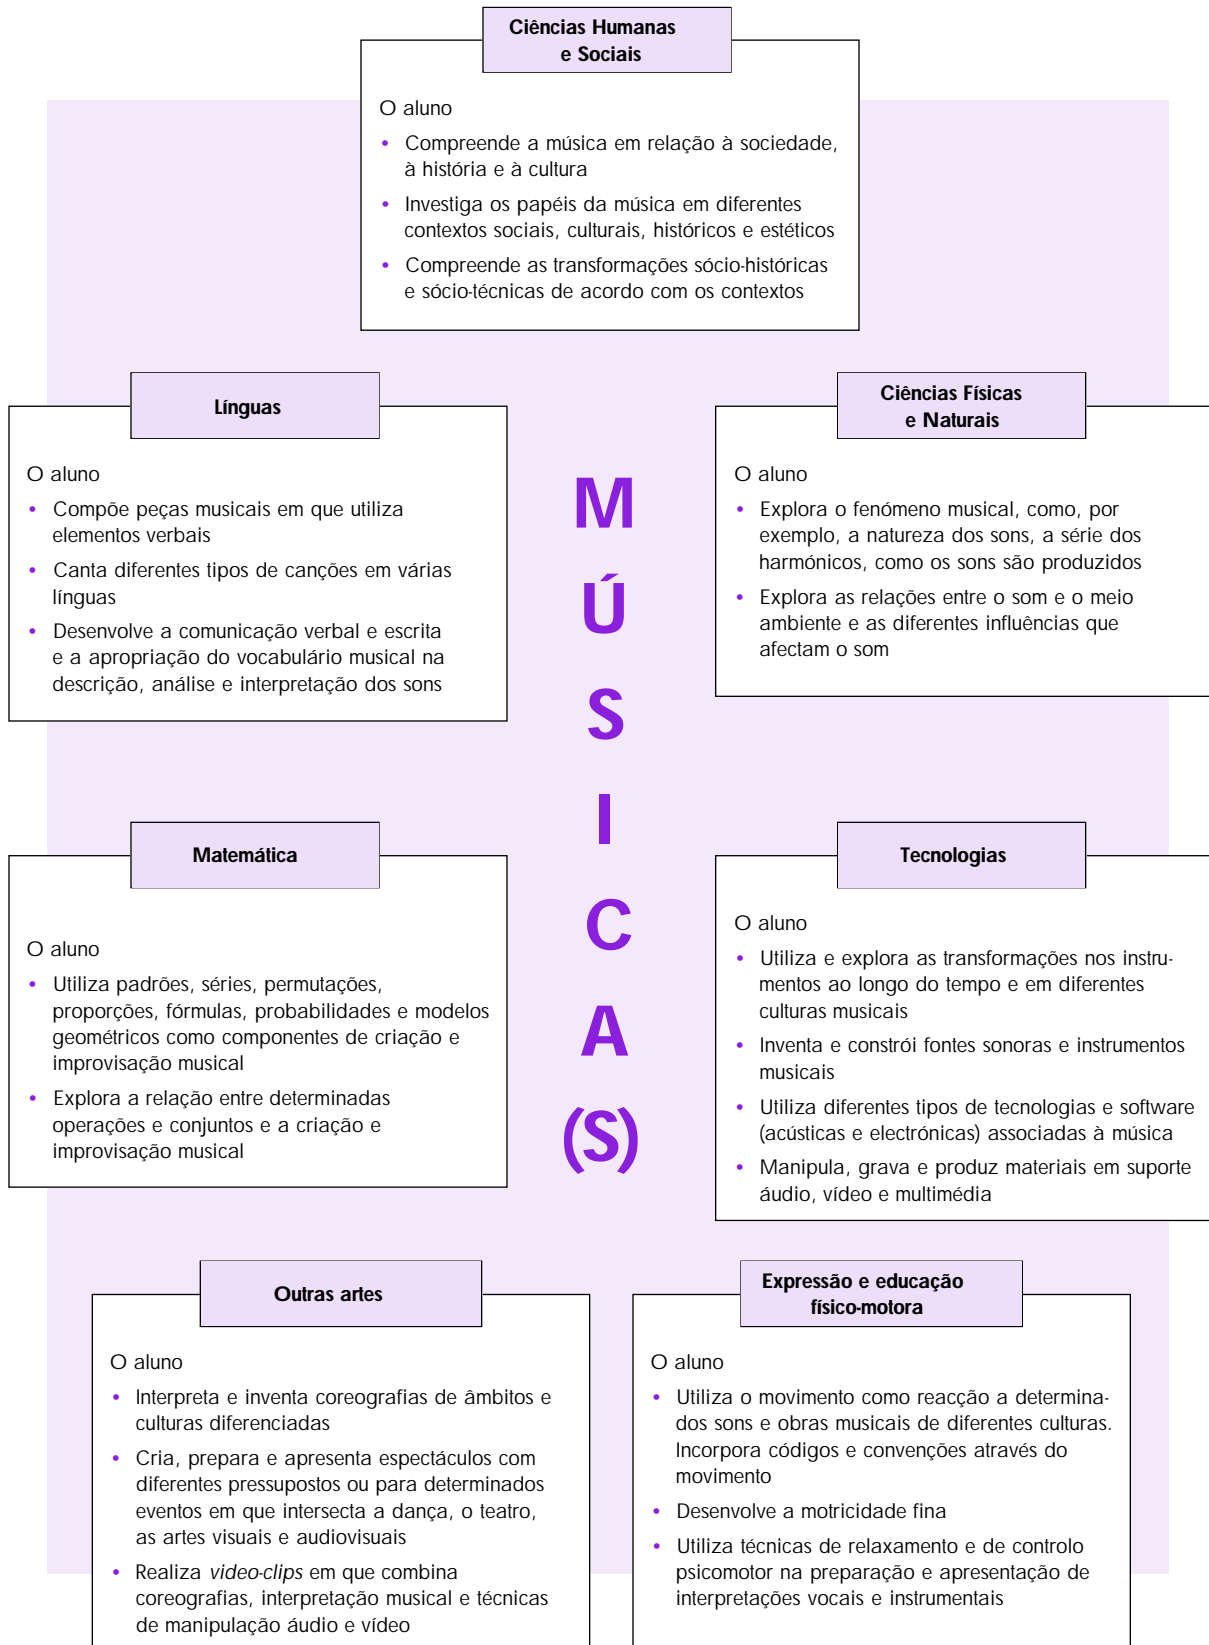 Ciências Humanas
e Sociais
O aluno
• Compreende a música em relação à sociedade,
à história e à cultura
• Investiga os papéis da música em diferentes
contextos sociais, culturais, históricos e estéticos
• Compreende as transformações sócio-históricas
e sócio-técnicas de acordo com os contextos
Línguas
O aluno
• Compõe peças musicais em que utiliza
elementos verbais
• Canta diferentes tipos de canções em várias
línguas
• Desenvolve a comunicação verbal e escrita
e a apropriação do vocabulário musical na
descrição, análise e interpretação dos sons
Ciências Físicas
e Naturais
O aluno
• Explora o fenómeno musical, como, por
exemplo, a natureza dos sons, a série dos
harmónicos, como os sons são produzidos
• Explora as relações entre o som e o meio
ambiente e as diferentes influências que
afectam o som
M
Ú
S
I
C
A
(S)
Matemática
O aluno
• Utiliza padrões, séries, permutações,
proporções, fórmulas, probabilidades e modelos
geométricos como componentes de criação e
improvisação musical
• Explora a relação entre determinadas
operações e conjuntos e a criação e
improvisação musical
Tecnologias
O aluno
• Utiliza e explora as transformações nos instru-
mentos ao longo do tempo e em diferentes
culturas musicais
• Inventa e constrói fontes sonoras e instrumentos
musicais
• Utiliza diferentes tipos de tecnologias e software
(acústicas e electrónicas) associadas à música
• Manipula, grava e produz materiais em suporte
áudio, vídeo e multimédia
Outras artes
O aluno
• Interpreta e inventa coreografias de âmbitos e
culturas diferenciadas
• Cria, prepara e apresenta espectáculos com
diferentes pressupostos ou para determinados
eventos em que intersecta a dança, o teatro,
as artes visuais e audiovisuais
• Realiza video-clips em que combina
coreografias, interpretação musical e técnicas
de manipulação áudio e vídeo
Expressão e educação
físico-motora
O aluno
• Utiliza o movimento como reacção a determina-
dos sons e obras musicais de diferentes culturas.
Incorpora códigos e convenções através do
movimento
• Desenvolve a motricidade fina
• Utiliza técnicas de relaxamento e de controlo
psicomotor na preparação e apresentação de
interpretações vocais e instrumentais